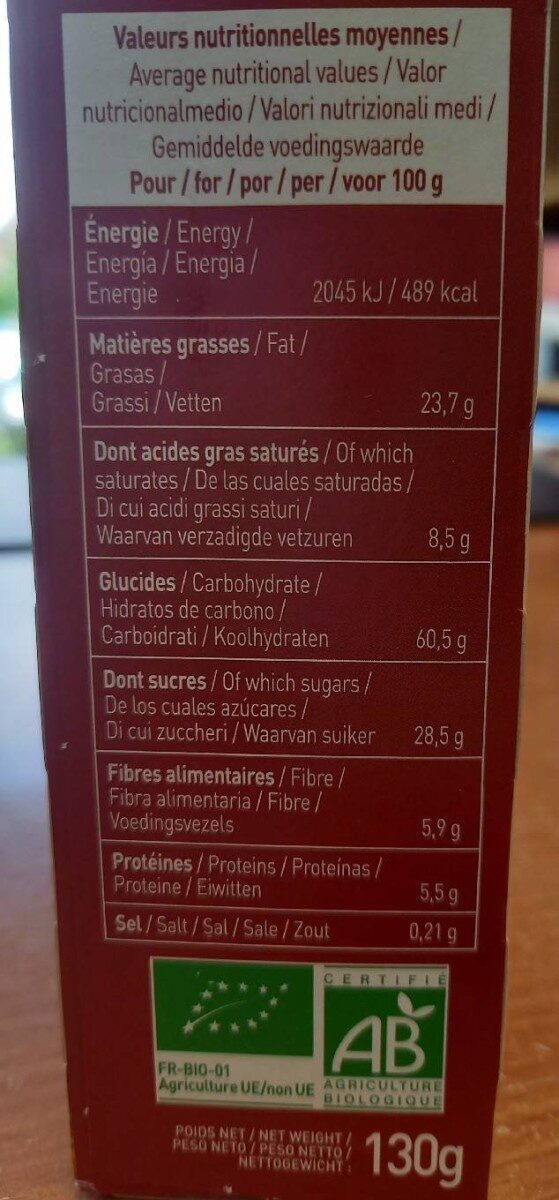 Valeurs nutritionnelles moyennes /
Average nutritional values / Valor
nutricionalmedio / Valori nutrizionali medi /
Gemiddelde voedingswaarde
Pour / for / por / per / voor 100 g
Énergie / Energy /
Energía / Energia /
Energie 2045 kJ / 489 kcal
Matières grasses / Fat /
Grasas /
Grassi / Vetten 23,7 g
Dont acides gras saturés / Of which
saturates / De las cuales saturadas /
Di cui acidi grassi saturi /
Waarvan verzadigde vetzuren 8,5 g
Glucides / Carbohydrate /
Hidratos de carbono /
Carboidrati / Koolhydraten 60,5 g
Dont sucres / Of which sugars /
De los cuales azúcares /
Di cui zuccheri / Waarvan suiker 28,5 g
Fibres alimentaires / Fibre /
Fibra alimentaria / Fibre /
Voedingsvezels 5,9 g
Protéines / Proteins / Proteínas /
Proteine / Eiwitten 5,5 g
Sel / Salt / Sal / Sale / Zout 0,21 g
CERTIFIÉ
AB
AGRICULTURE
BIOLOGIQUE
FR-BIO-01
Agriculture UE/non UE
POIDS NET / NET WEIGHT /
PESO NETO / PESO NETTO /
NETTOGEWICHT : 130g